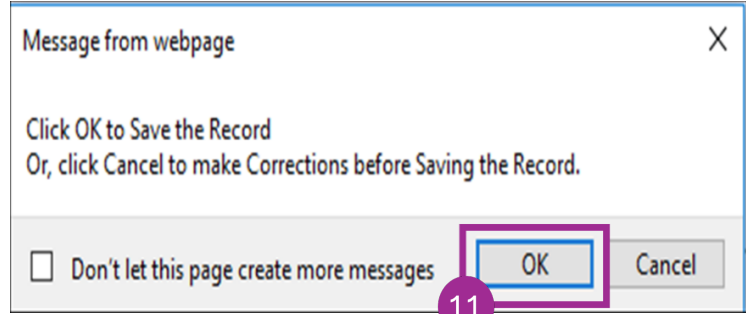 Message from webpage
X
Click OK to Save the Record
Or, click Cancel to make Corrections before Saving the Record.
Don't let this page create more messages
OK
Cancel
11